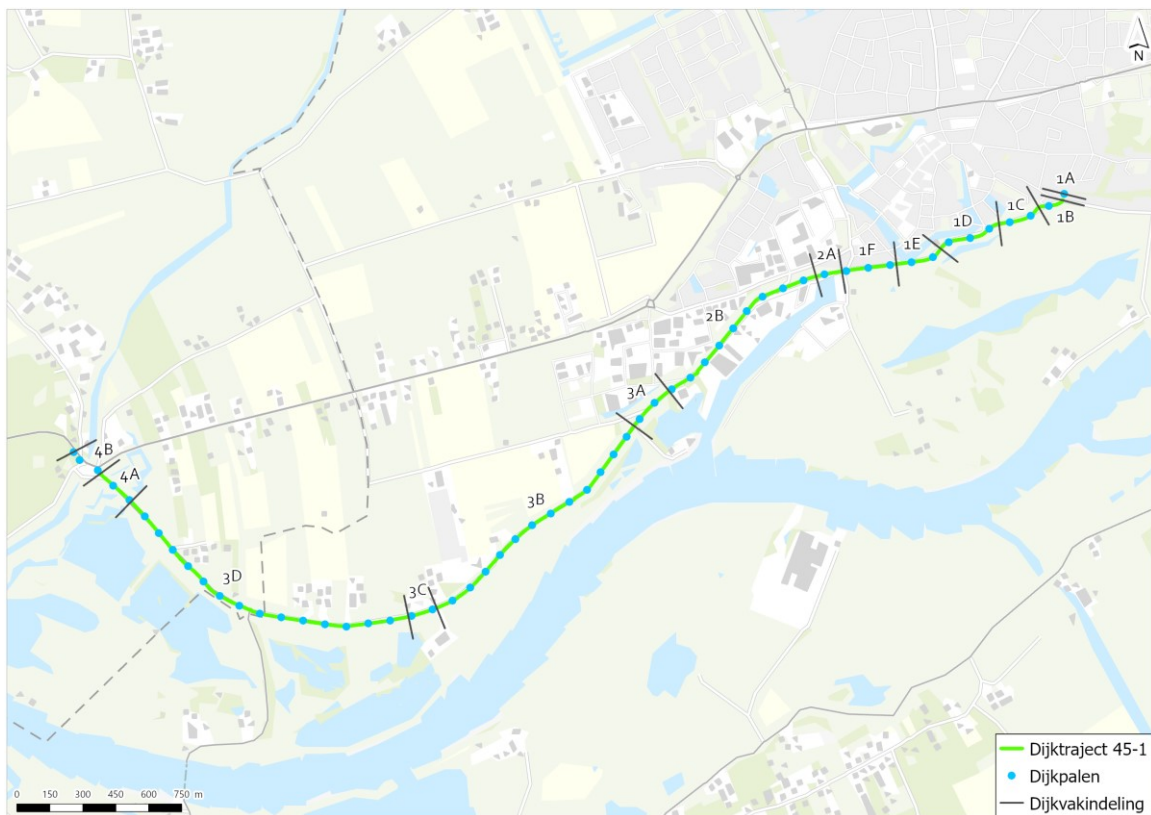 N
1A
1B
1C
1D
1E
1F
2A
2B
3A
3B
3C
3D
4A
4B
Dijktraject 45-1
Dijkpalen
Dijkvakindeling
0 150 300 450 600 750 m